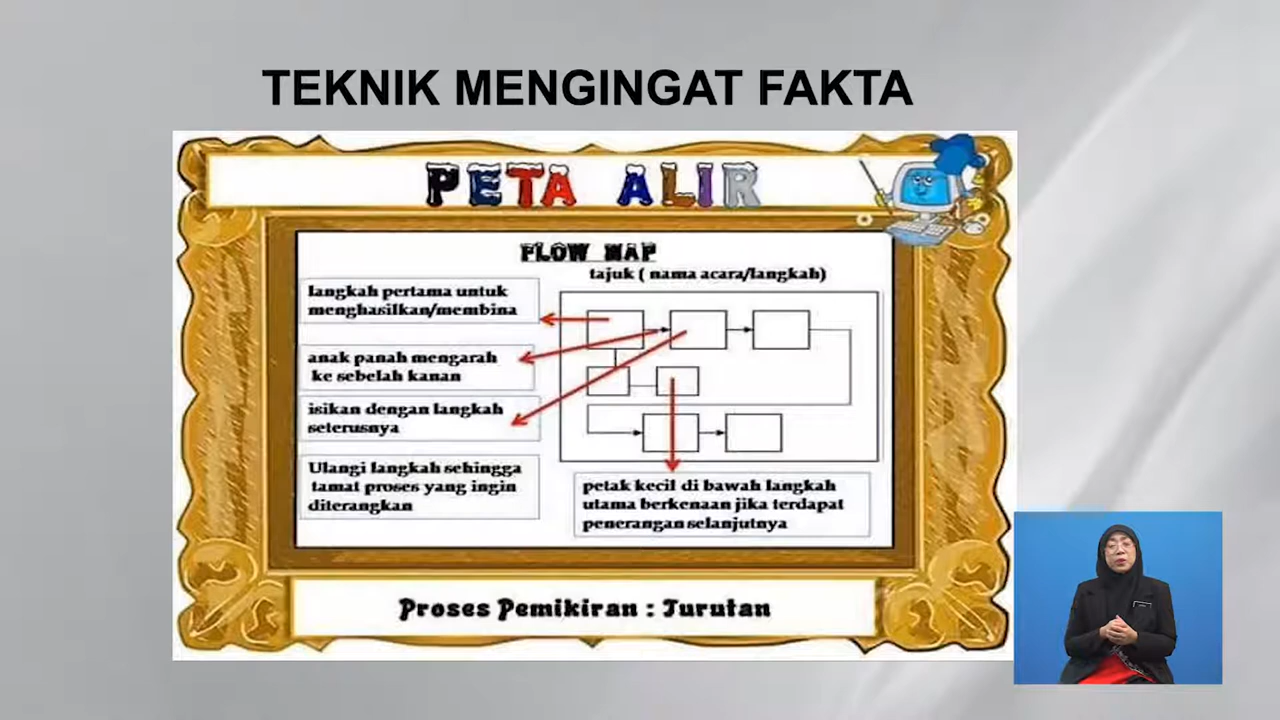 TEKNIK MENGINGAT FAKTA
PETA ALIR
FLOW MAP
tajuk ( nama acara/langkah)
langkah pertama untuk
menghasilkan/membina
anak panah mengarah
ke sebelah kanan
isikan dengan langkah
seterusnya
Ulangi langkah sehingga
tamat proses yang ingin
diterangkan
petak kecil di bawah langkah
utama berkenaan jika terdapat
penerangan selanjutnya
Proses Pemikiran : Turutan